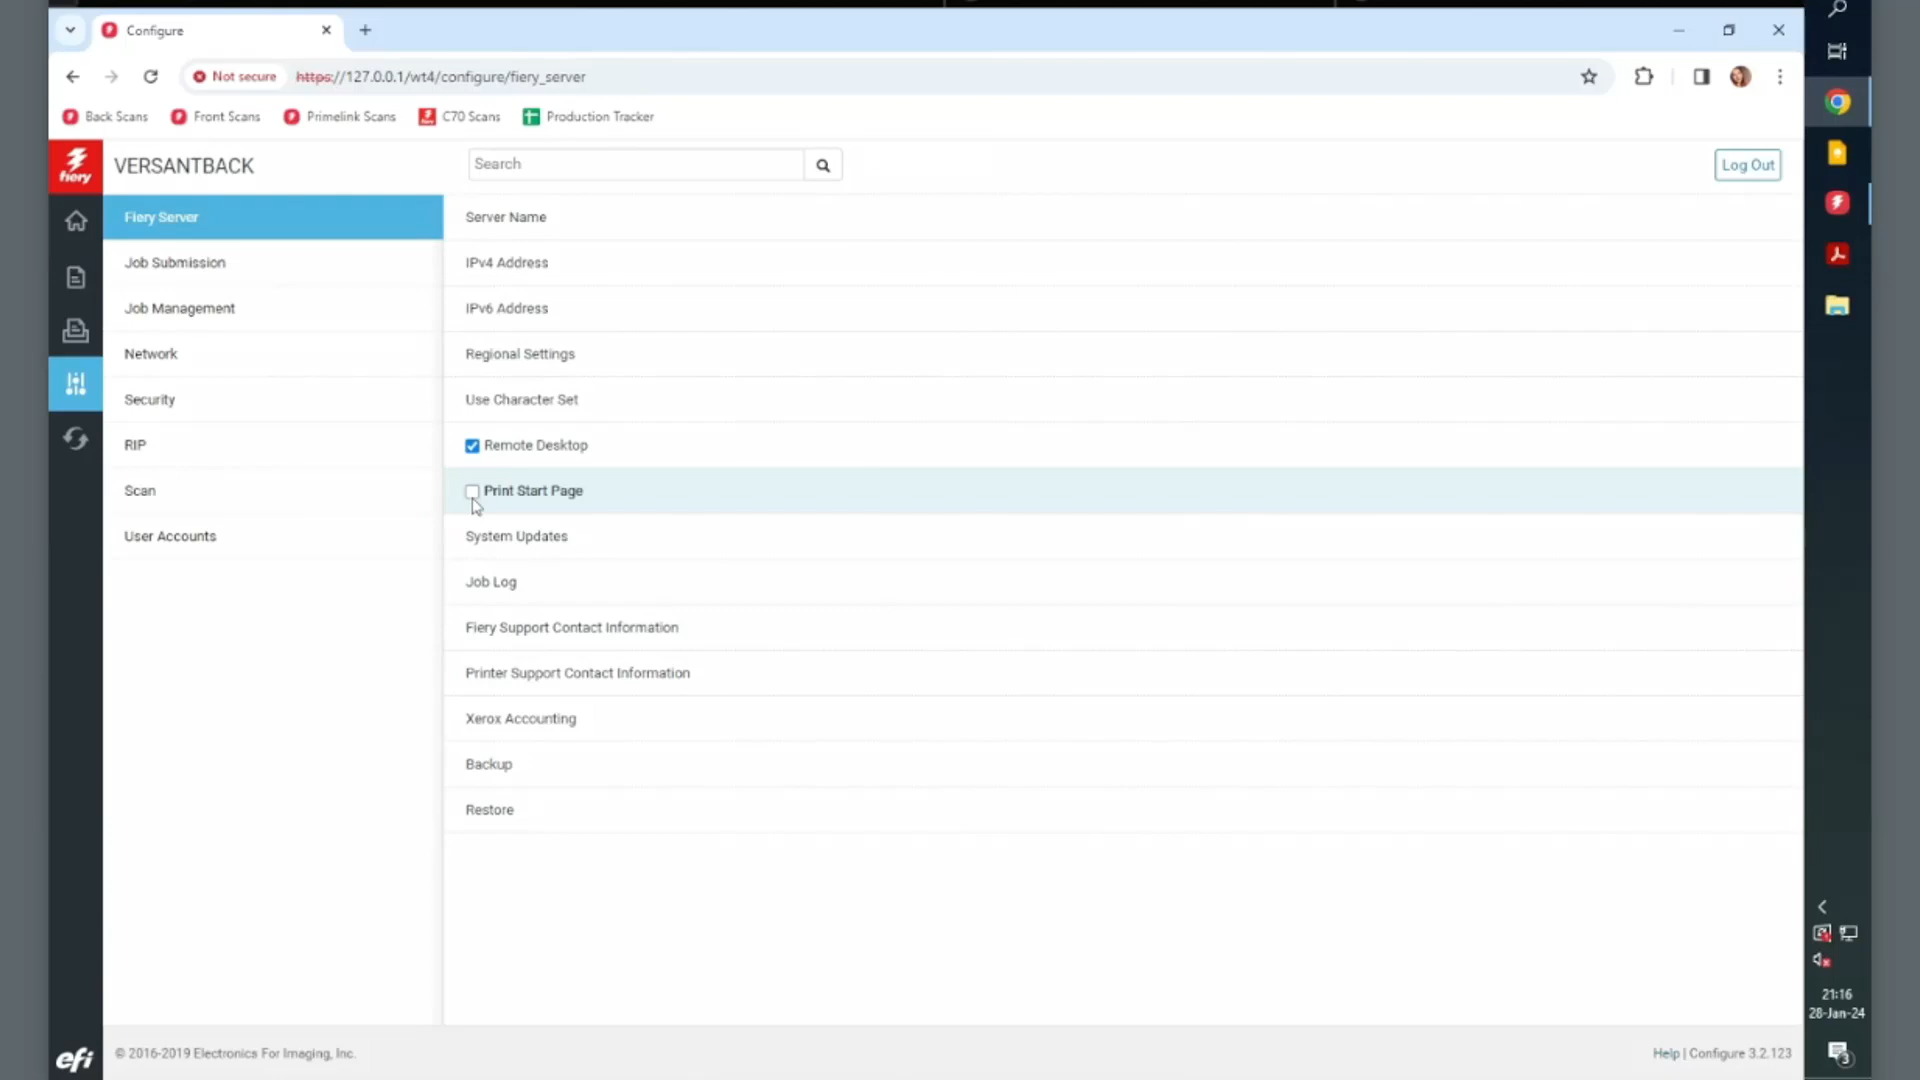 Configure
Not secure https://127.0.0.1/wt4/configure/fiery_server
Back Scans Front Scans Primelink Scans C70 Scans Production Tracker
fiery VERSANTBACK Search Log Out
Fiery Server
Job Submission
Job Management
Network
Security
RIP
Scan
User Accounts
Server Name
IPv4 Address
IPv6 Address
Regional Settings
Use Character Set
Remote Desktop
Print Start Page
System Updates
Job Log
Fiery Support Contact Information
Printer Support Contact Information
Xerox Accounting
Backup
Restore
21:16
28-Jan-24
3
efi © 2016-2019 Electronics For Imaging, Inc. Help | Configure 3.2.123